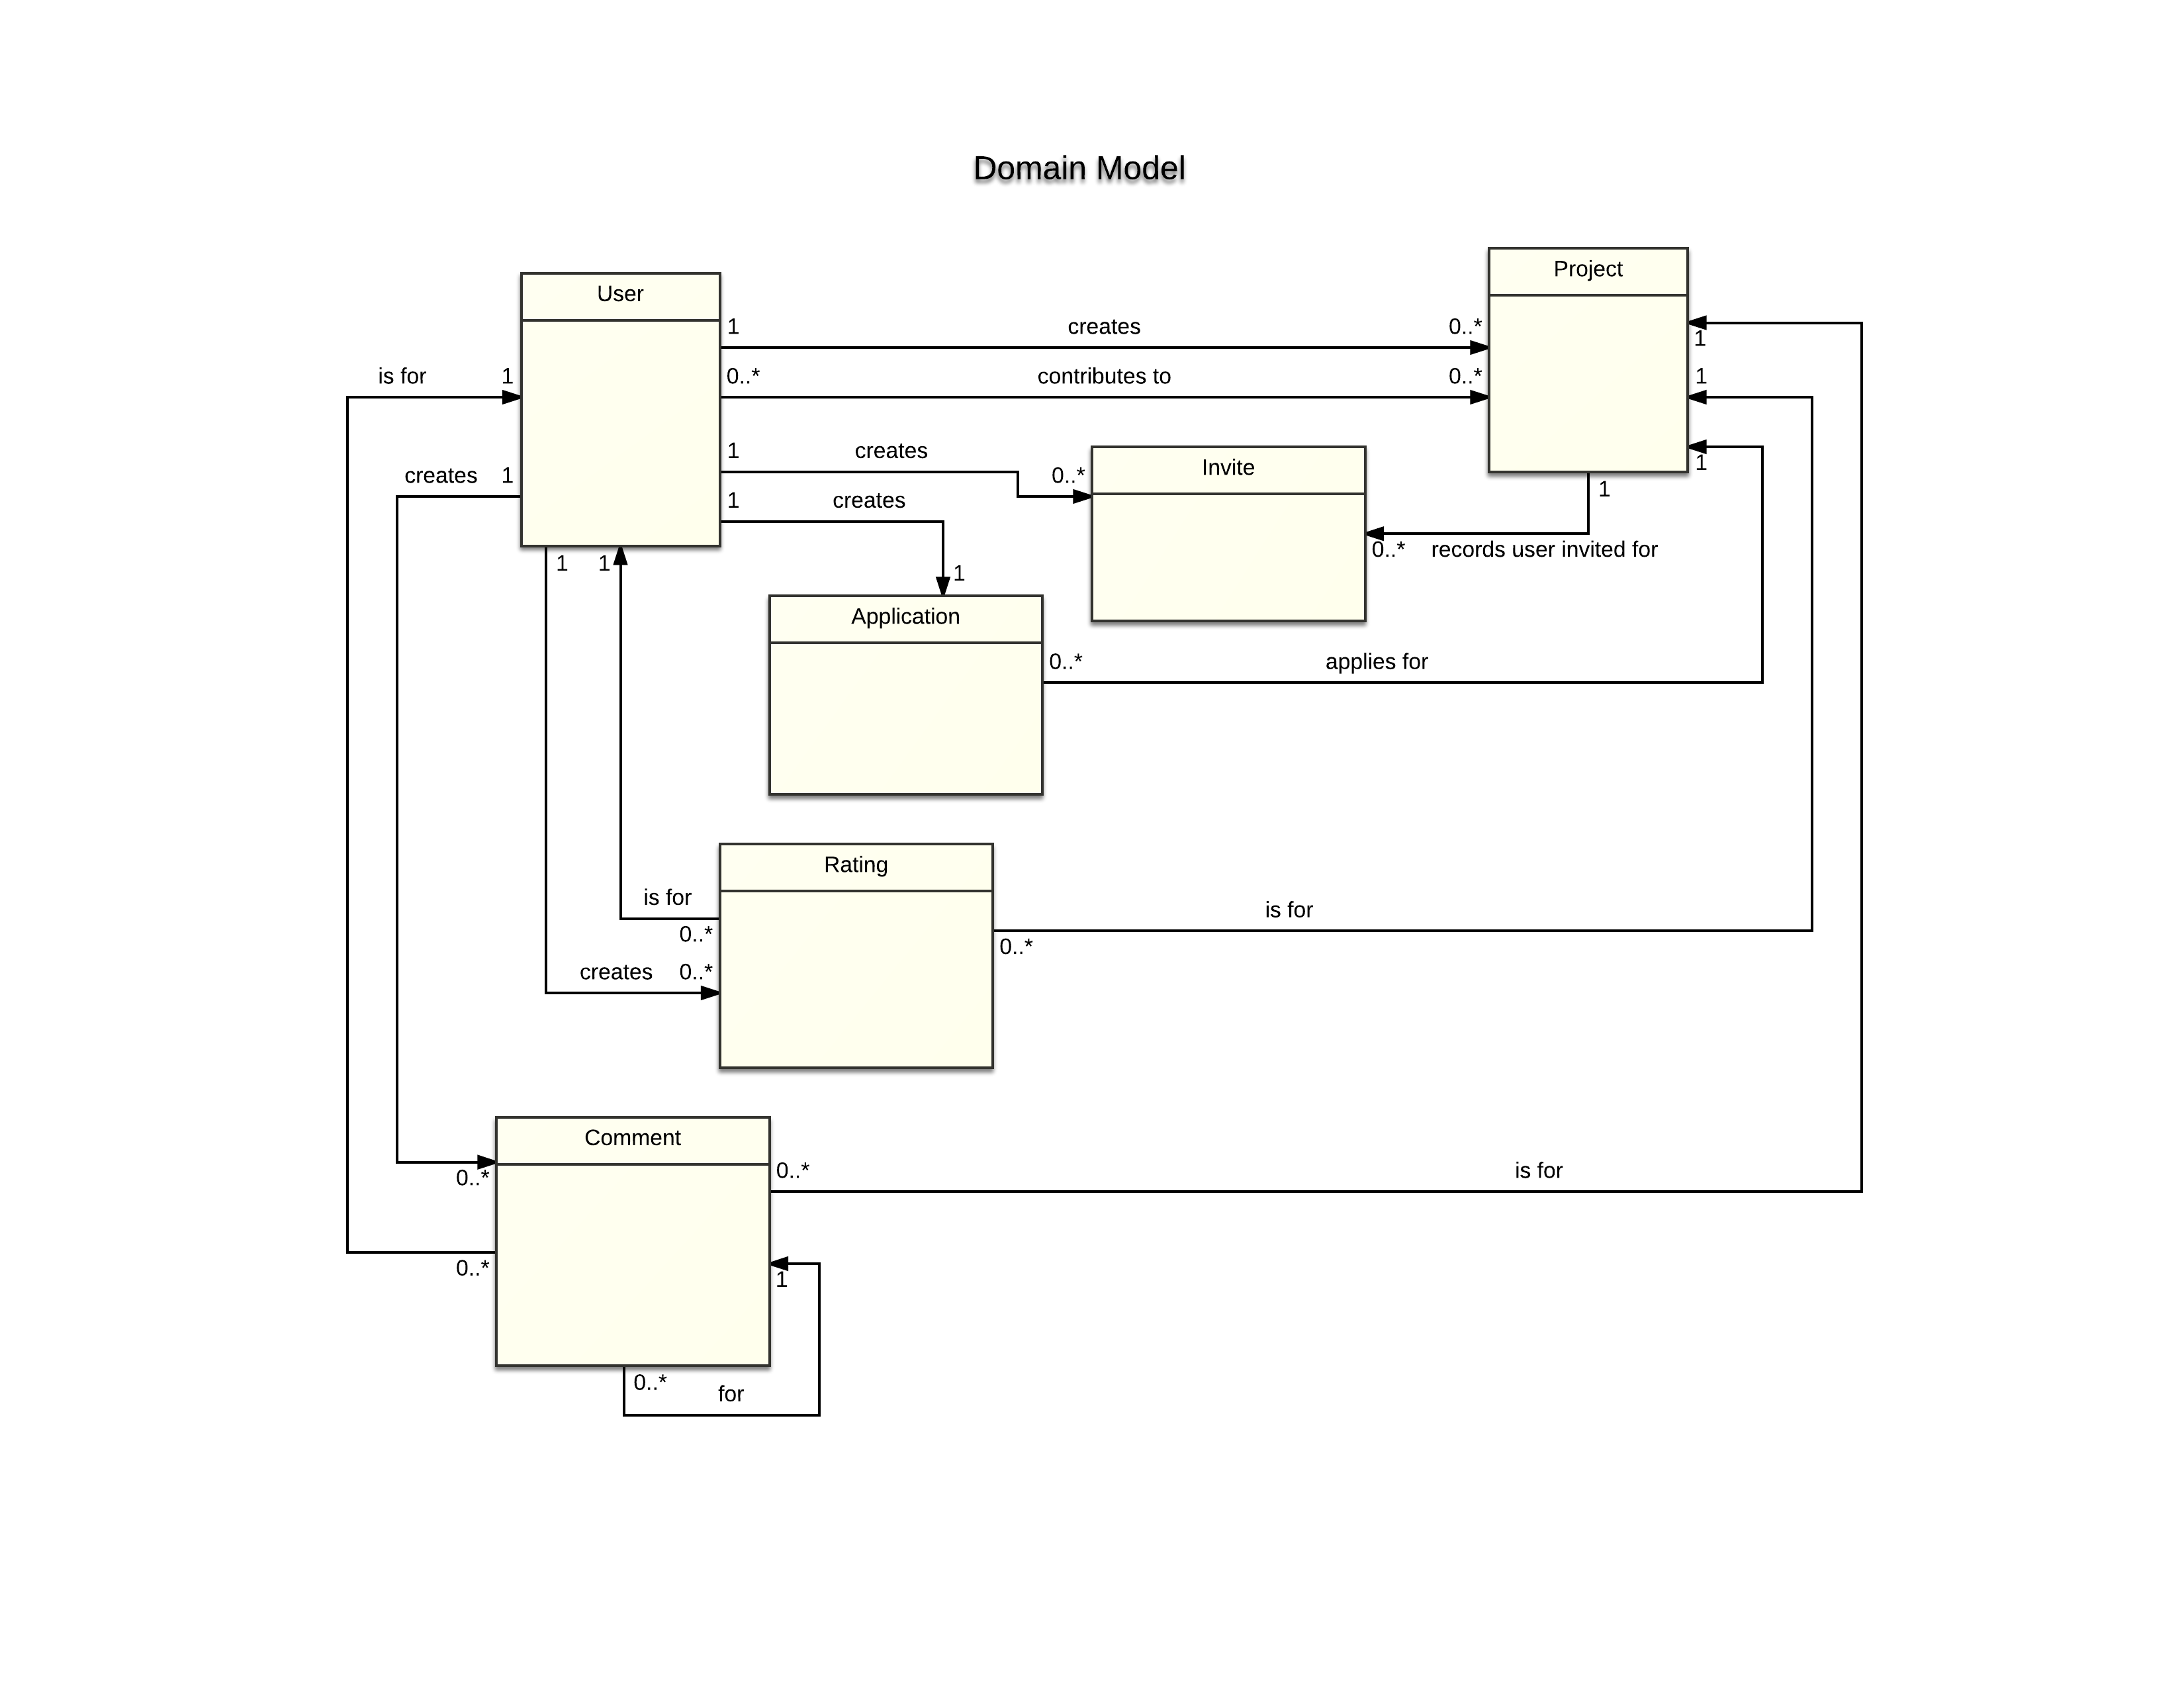 Domain Model
Project
User
1 creates 0..*
1
is for 1
0..* contributes to 0..*
1
1 creates
creates 1
0..*
Invite
1
1 creates
1
1 1
0..* records user invited for
1
Application
0..* applies for
Rating
is for
is for
0..*
0..*
creates 0..*
Comment
0..*
0..* is for
0..*
1
0..*
for